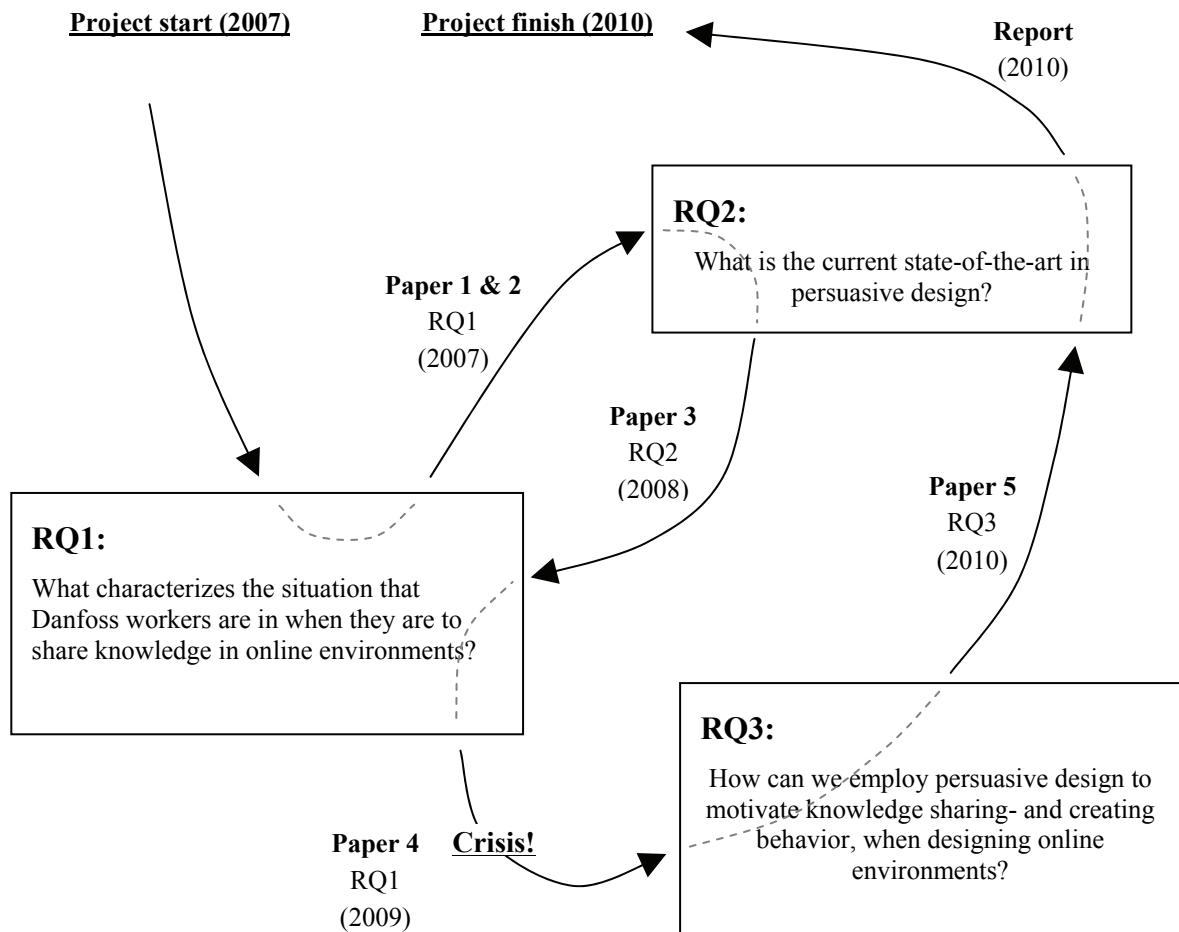 Project start (2007)
Project finish (2010)
Report
(2010)
RQ2:
What is the current state-of-the-art in
persuasive design?
Paper 1 & 2
RQ1
(2007)
Paper 3
RQ2
(2008)
Paper 5
RQ3
(2010)
RQ1:
What characterizes the situation that
Danfoss workers are in when they are to
share knowledge in online environments?
RQ3:
How can we employ persuasive design to
motivate knowledge sharing- and creating
behavior, when designing online
environments?
Paper 4
RQ1
(2009)
Crisis!